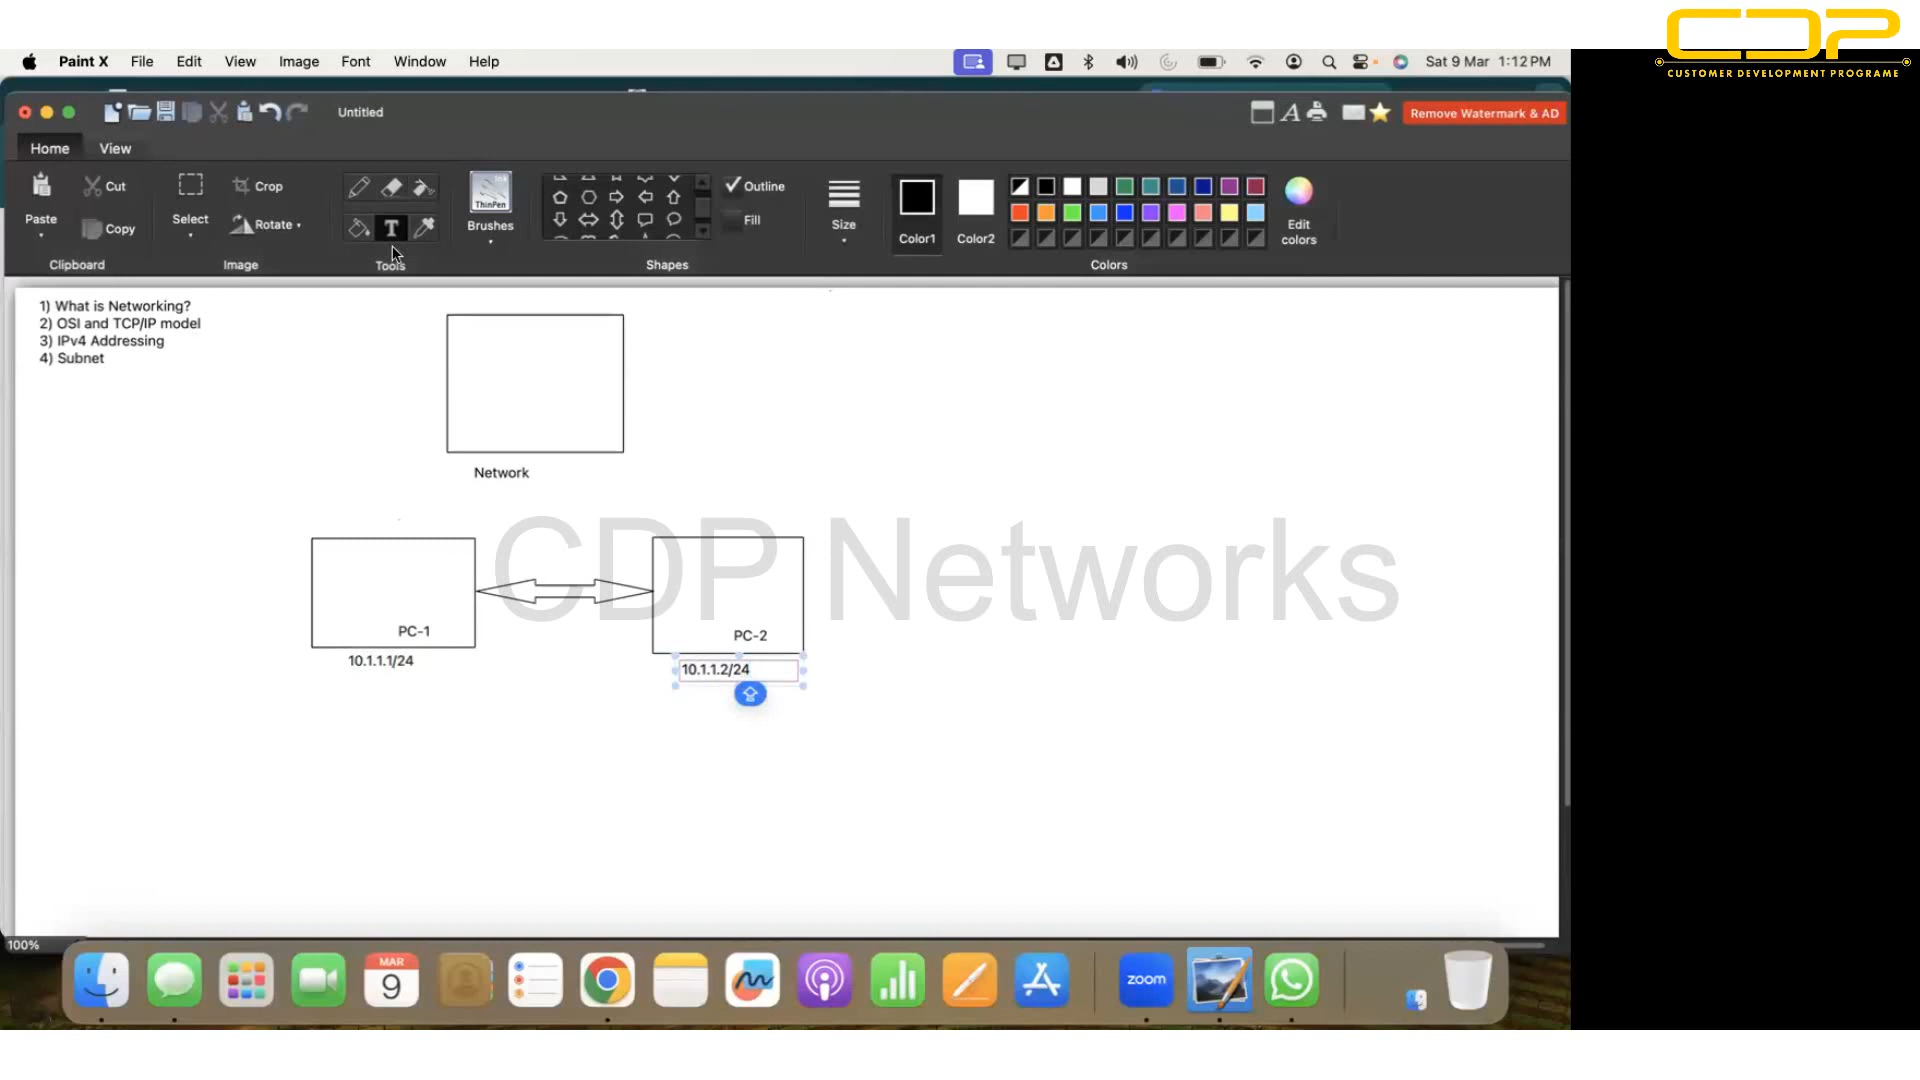 CDP
CUSTOMER DEVELOPMENT PROGRAME
Paint X File Edit View Image Font Window Help Sat 9 Mar 1:12 PM
Untitled
Remove Watermark & AD
Home View
Paste
Cut
Copy
Clipboard
Select
Crop
Rotate
Image
T
Tools
Ink
ThinPen
Brushes
Shapes
Outline
Fill
Size
Color1
Color2
Edit colors
Colors
1) What is Networking?
2) OSI and TCP/IP model
3) IPv4 Addressing
4) Subnet
Network
CDP Networks
PC-1
10.1.1.1/24
PC-2
10.1.1.2/24
100%
MAR
9
zoom